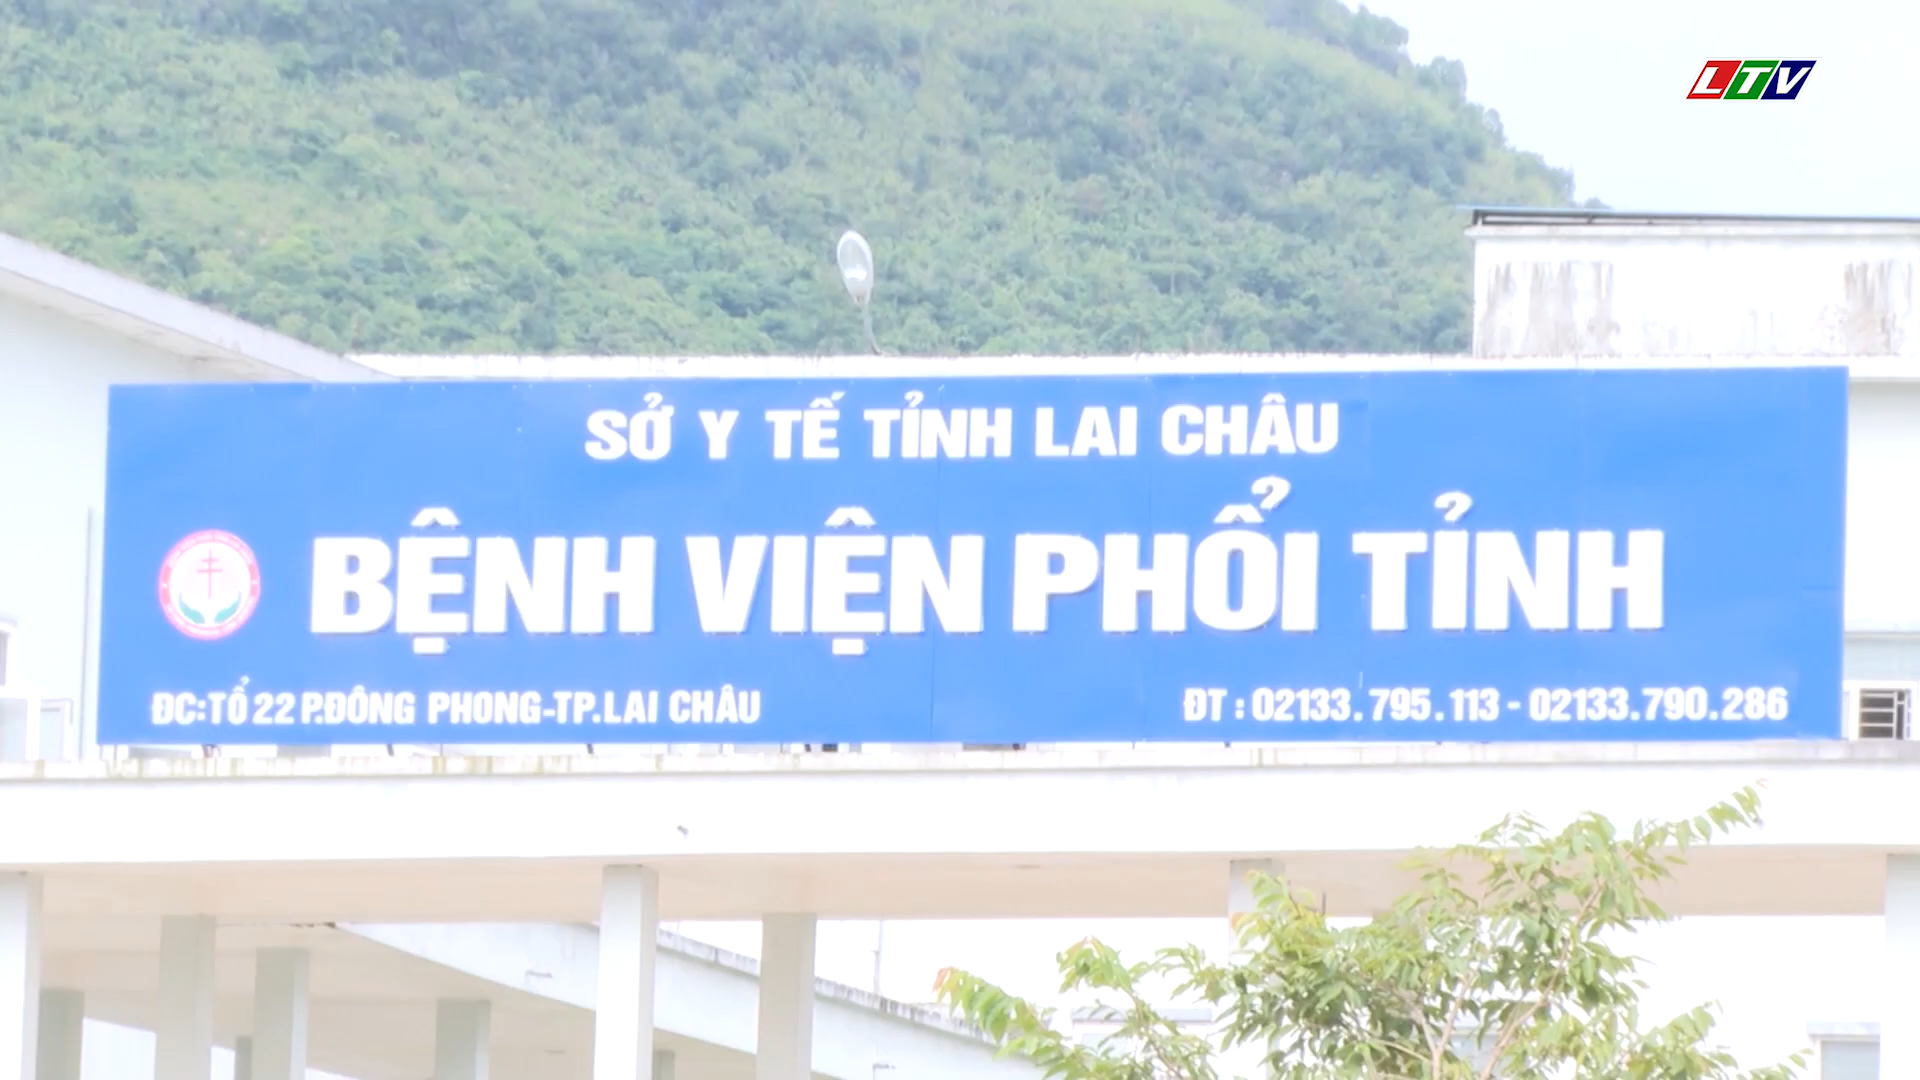 LTV
SỞ Y TẾ TỈNH LAI CHÂU
BỆNH VIỆN PHỔI TỈNH
ĐC:TỔ 22 P.ĐÔNG PHONG-TP.LAI CHÂU
ĐT : 02133.795.113 - 02133.790.286